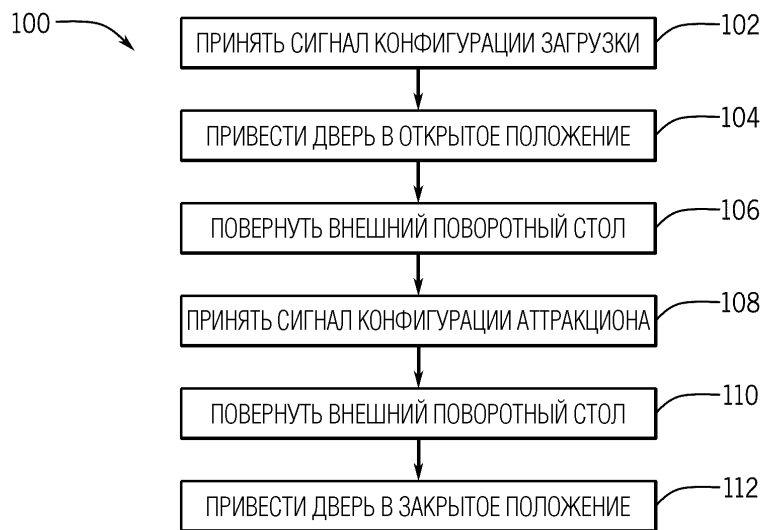 100
ПРИНЯТЬ СИГНАЛ КОНФИГУРАЦИИ ЗАГРУЗКИ 102
ПРИВЕСТИ ДВЕРЬ В ОТКРЫТОЕ ПОЛОЖЕНИЕ 104
ПОВЕРНУТЬ ВНЕШНИЙ ПОВОРОТНЫЙ СТОЛ 106
ПРИНЯТЬ СИГНАЛ КОНФИГУРАЦИИ АТТРАКЦИОНА 108
ПОВЕРНУТЬ ВНЕШНИЙ ПОВОРОТНЫЙ СТОЛ 110
ПРИВЕСТИ ДВЕРЬ В ЗАКРЫТОЕ ПОЛОЖЕНИЕ 112